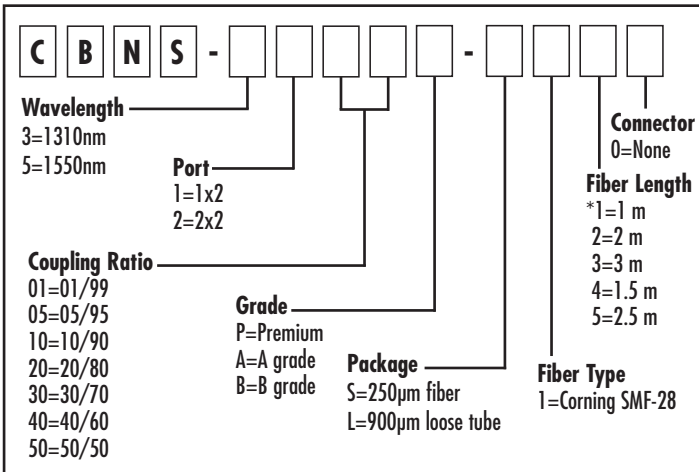 C B N S - -
Wavelength
3=1310nm
5=1550nm
Port
1=1x2
2=2x2
Coupling Ratio
01=01/99
05=05/95
10=10/90
20=20/80
30=30/70
40=40/60
50=50/50
Grade
P=Premium
A=A grade
B=B grade
Package
S=250µm fiber
L=900µm loose tube
Fiber Type
1=Corning SMF-28
Fiber Length
*1=1 m
2=2 m
3=3 m
4=1.5 m
5=2.5 m
Connector
0=None